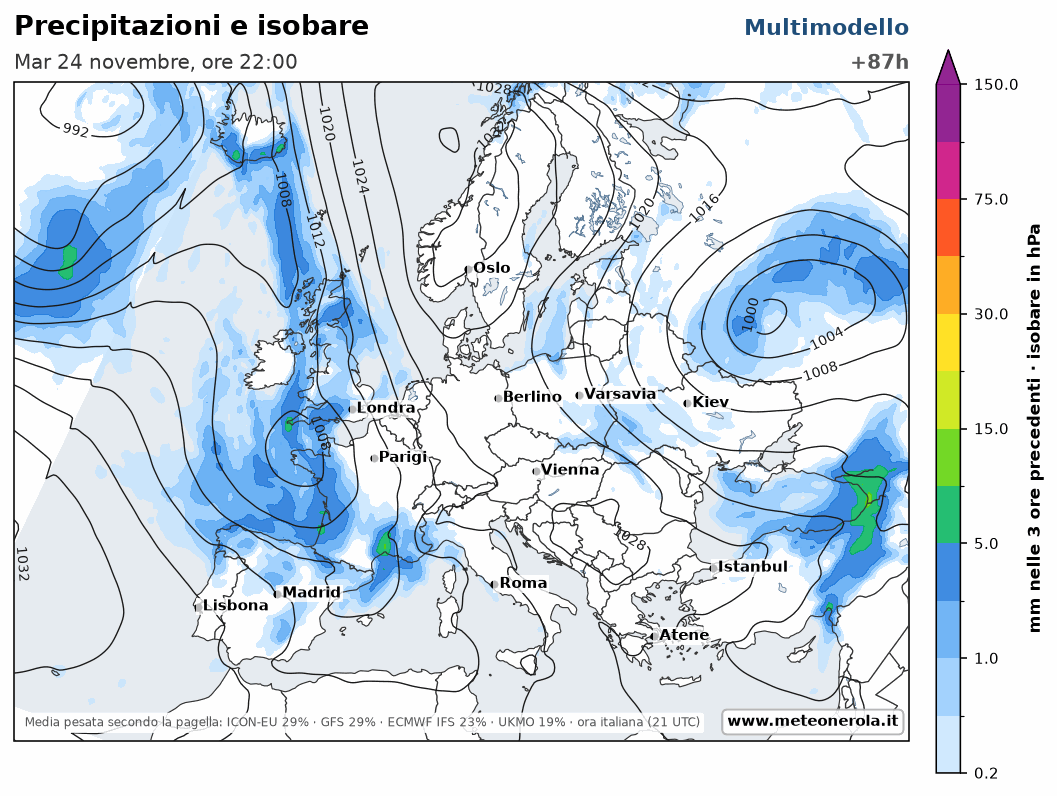 Precipitazioni e isobare
Multimodello
Mar 24 novembre, ore 22:00
+87h
992
1028
1020
1024
1008
1012
1020
1016
Oslo
1000
1004
1008
Londra
Berlino
Varsavia
Kiev
1008
Parigi
Vienna
1028
1032
Istanbul
Madrid
Roma
Lisbona
Atene
Media pesata secondo la pagella: ICON-EU 29% · GFS 29% · ECMWF IFS 23% · UKMO 19% · ora italiana (21 UTC)
www.meteonerola.it
150.0
75.0
30.0
15.0
5.0
1.0
0.2
mm nelle 3 ore precedenti · isobare in hPa